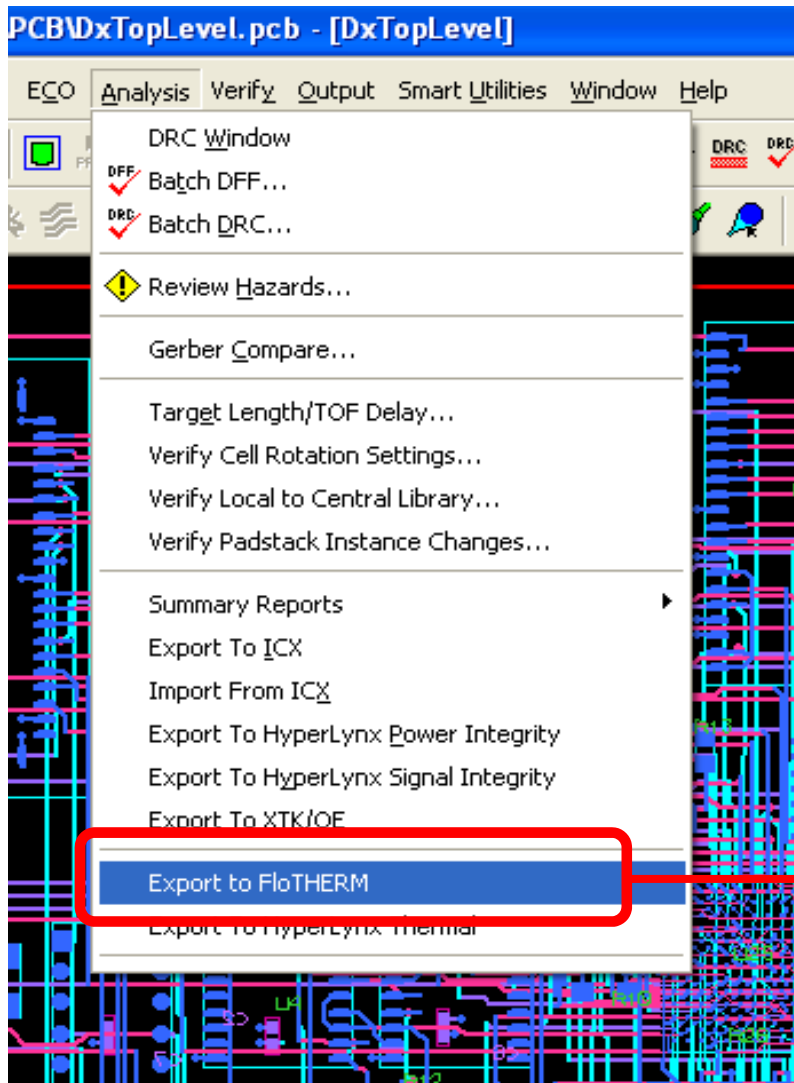 PCB\DxTopLevel.pcb - [DxTopLevel]
ECO Analysis Verify Output Smart Utilities Window Help
DRC Window
DRC
DRC
DFF Batch DFF...
DRC Batch DRC...
Review Hazards...
Gerber Compare...
Target Length/TOF Delay...
Verify Cell Rotation Settings...
Verify Local to Central Library...
Verify Padstack Instance Changes...
Summary Reports
Export To ICX
Import From ICX
Export To HyperLynx Power Integrity
Export To HyperLynx Signal Integrity
Export To XTK/QE
Export to FloTHERM
Export To HyperLynx Thermal
U4
R10
R12